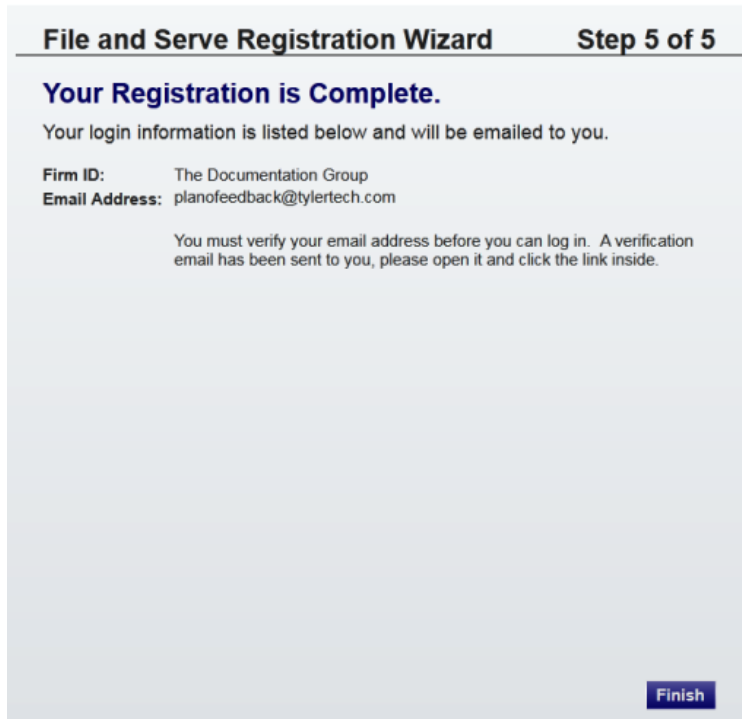 File and Serve Registration Wizard Step 5 of 5
Your Registration is Complete.
Your login information is listed below and will be emailed to you.
Firm ID: The Documentation Group
Email Address: planofeedback@tylertech.com
You must verify your email address before you can log in. A verification
email has been sent to you, please open it and click the link inside.
Finish